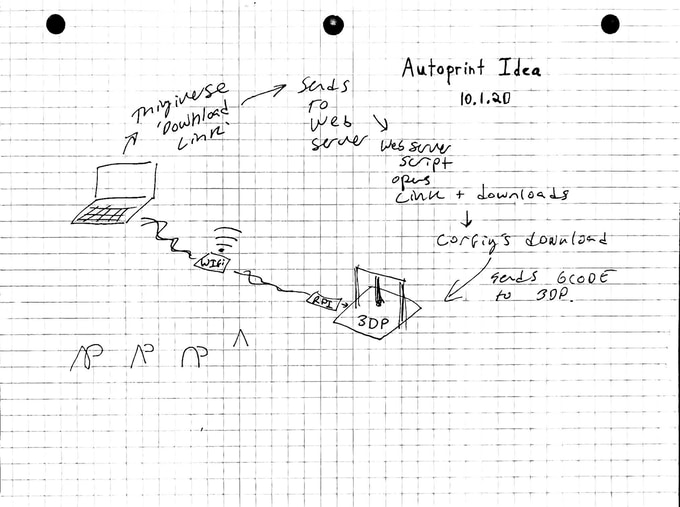 Autoprint Idea
10.1.20
Thingiverse
'Download
Link'
Sends
to
Web
server
Web server
script
opens
Link + downloads
Config's download
sends GCODE
to 3DP.
WIFI
RPI
3DP